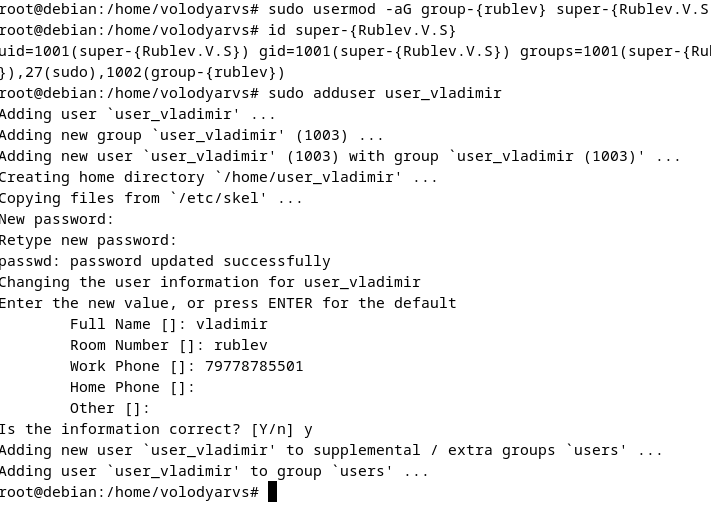 root@debian:/home/volodyarvs# sudo usermod -aG group-{rublev} super-{Rublev.V.S
root@debian:/home/volodyarvs# id super-{Rublev.V.S}
uid=1001(super-{Rublev.V.S}) gid=1001(super-{Rublev.V.S}) groups=1001(super-{Ru
}),27(sudo),1002(group-{rublev})
root@debian:/home/volodyarvs# sudo adduser user_vladimir
Adding user `user_vladimir' ...
Adding new group `user_vladimir' (1003) ...
Adding new user `user_vladimir' (1003) with group `user_vladimir (1003)' ...
Creating home directory `/home/user_vladimir' ...
Copying files from `/etc/skel' ...
New password:
Retype new password:
passwd: password updated successfully
Changing the user information for user_vladimir
Enter the new value, or press ENTER for the default
Full Name []: vladimir
Room Number []: rublev
Work Phone []: 79778785501
Home Phone []:
Other []:
Is the information correct? [Y/n] y
Adding new user `user_vladimir' to supplemental / extra groups `users' ...
Adding user `user_vladimir' to group `users' ...
root@debian:/home/volodyarvs#